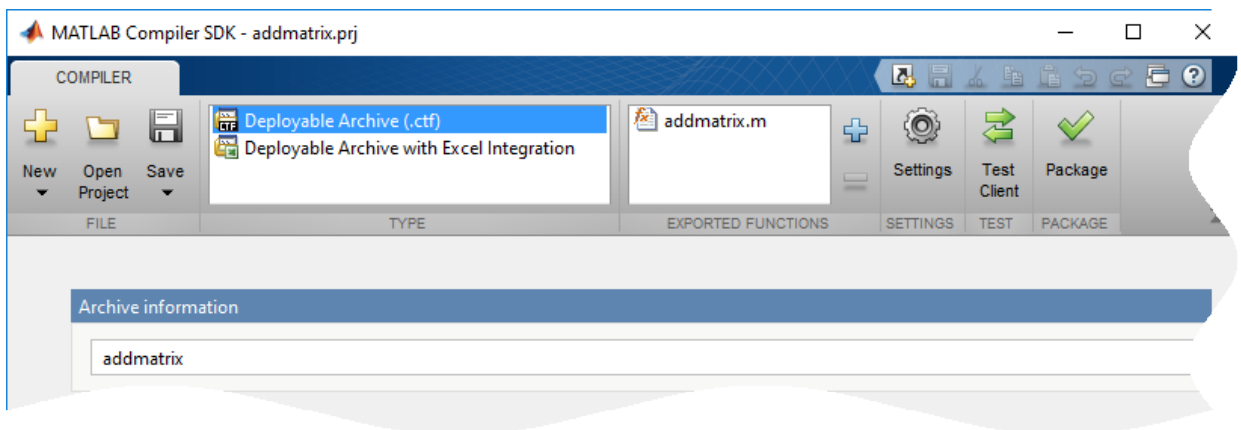 MATLAB Compiler SDK - addmatrix.prj
COMPILER
New
Open
Project
Save
FILE
CTF
Deployable Archive (.ctf)
Deployable Archive with Excel Integration
TYPE
addmatrix.m
EXPORTED FUNCTIONS
Settings
SETTINGS
Test
Client
TEST
Package
PACKAGE
Archive information
addmatrix